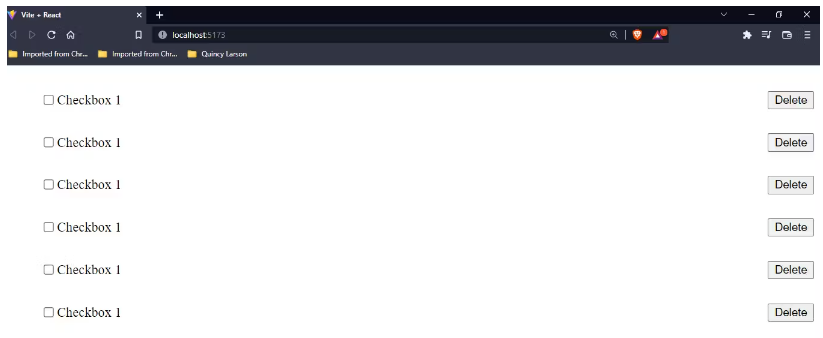 Vite + React
localhost:5173
Imported from Chr... Imported from Chr... Quincy Larson
Checkbox 1 Delete
Checkbox 1 Delete
Checkbox 1 Delete
Checkbox 1 Delete
Checkbox 1 Delete
Checkbox 1 Delete